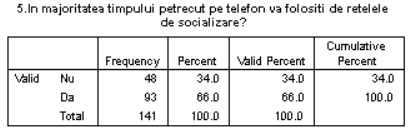 5.In majoritatea timpului petrecut pe telefon va folositi de retelele
de socializare?
Frequency Percent Valid Percent Cumulative Percent
Valid Nu 48 34.0 34.0 34.0
Da 93 66.0 66.0 100.0
Total 141 100.0 100.0